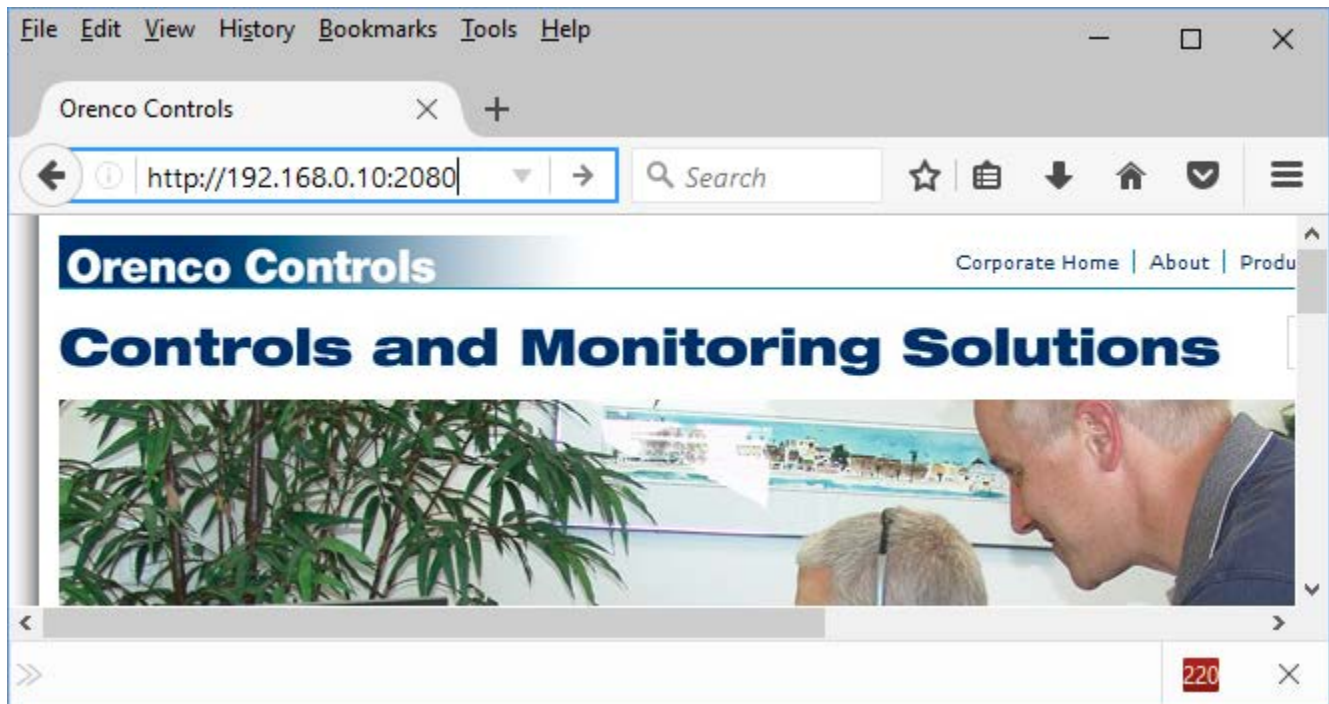 File Edit View History Bookmarks Tools Help
Orenco Controls
http://192.168.0.10:2080
Search
Orenco Controls
Corporate Home | About | Produ
Controls and Monitoring Solutions
220